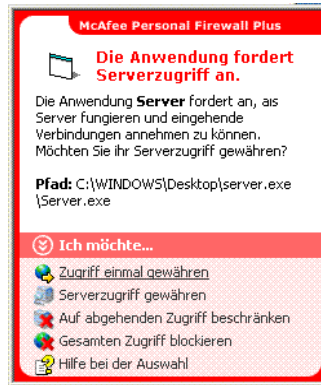 McAfee Personal Firewall Plus
Die Anwendung fordert
Serverzugriff an.
Die Anwendung Server fordert an, als
Server fungieren und eingehende
Verbindungen annehmen zu können.
Möchten Sie ihr Serverzugriff gewähren?
Pfad: C:\WINDOWS\Desktop\server.exe
\Server.exe
Ich möchte...
Zugriff einmal gewähren
Serverzugriff gewähren
Auf abgehenden Zugriff beschränken
Gesamten Zugriff blockieren
Hilfe bei der Auswahl